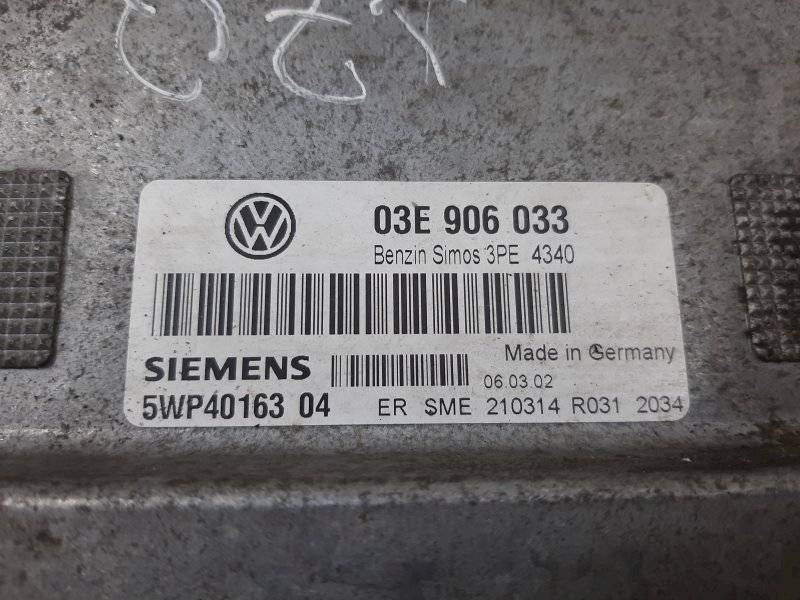 VW
03E 906 033
Benzin Simos 3PE 4340
Made in Germany
SIEMENS
06.03.02
5WP40163 04
ER SME 210314 R031 2034